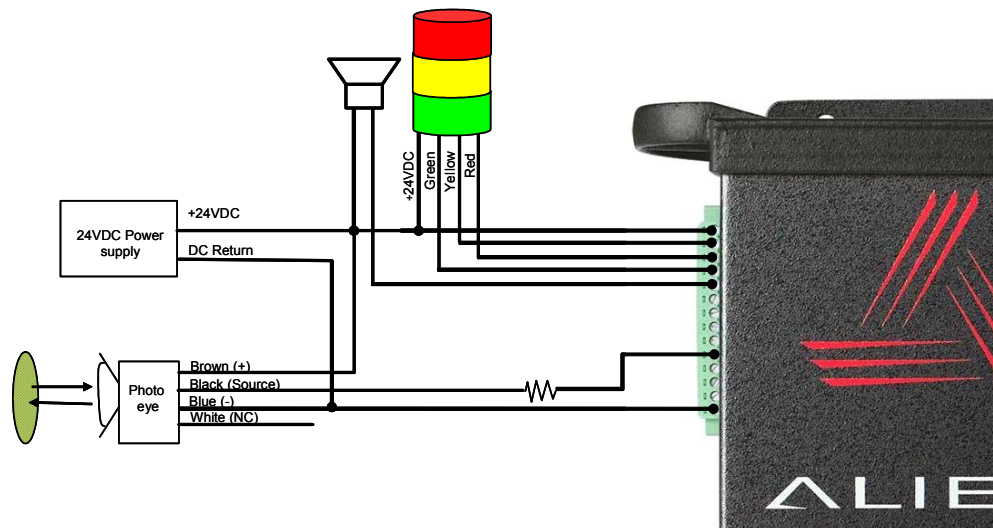 +24VDC
Green
Yellow
Red
24VDC Power
supply
+24VDC
DC Return
Photo
eye
Brown (+)
Black (Source)
Blue (-)
White (NC)
ALIE